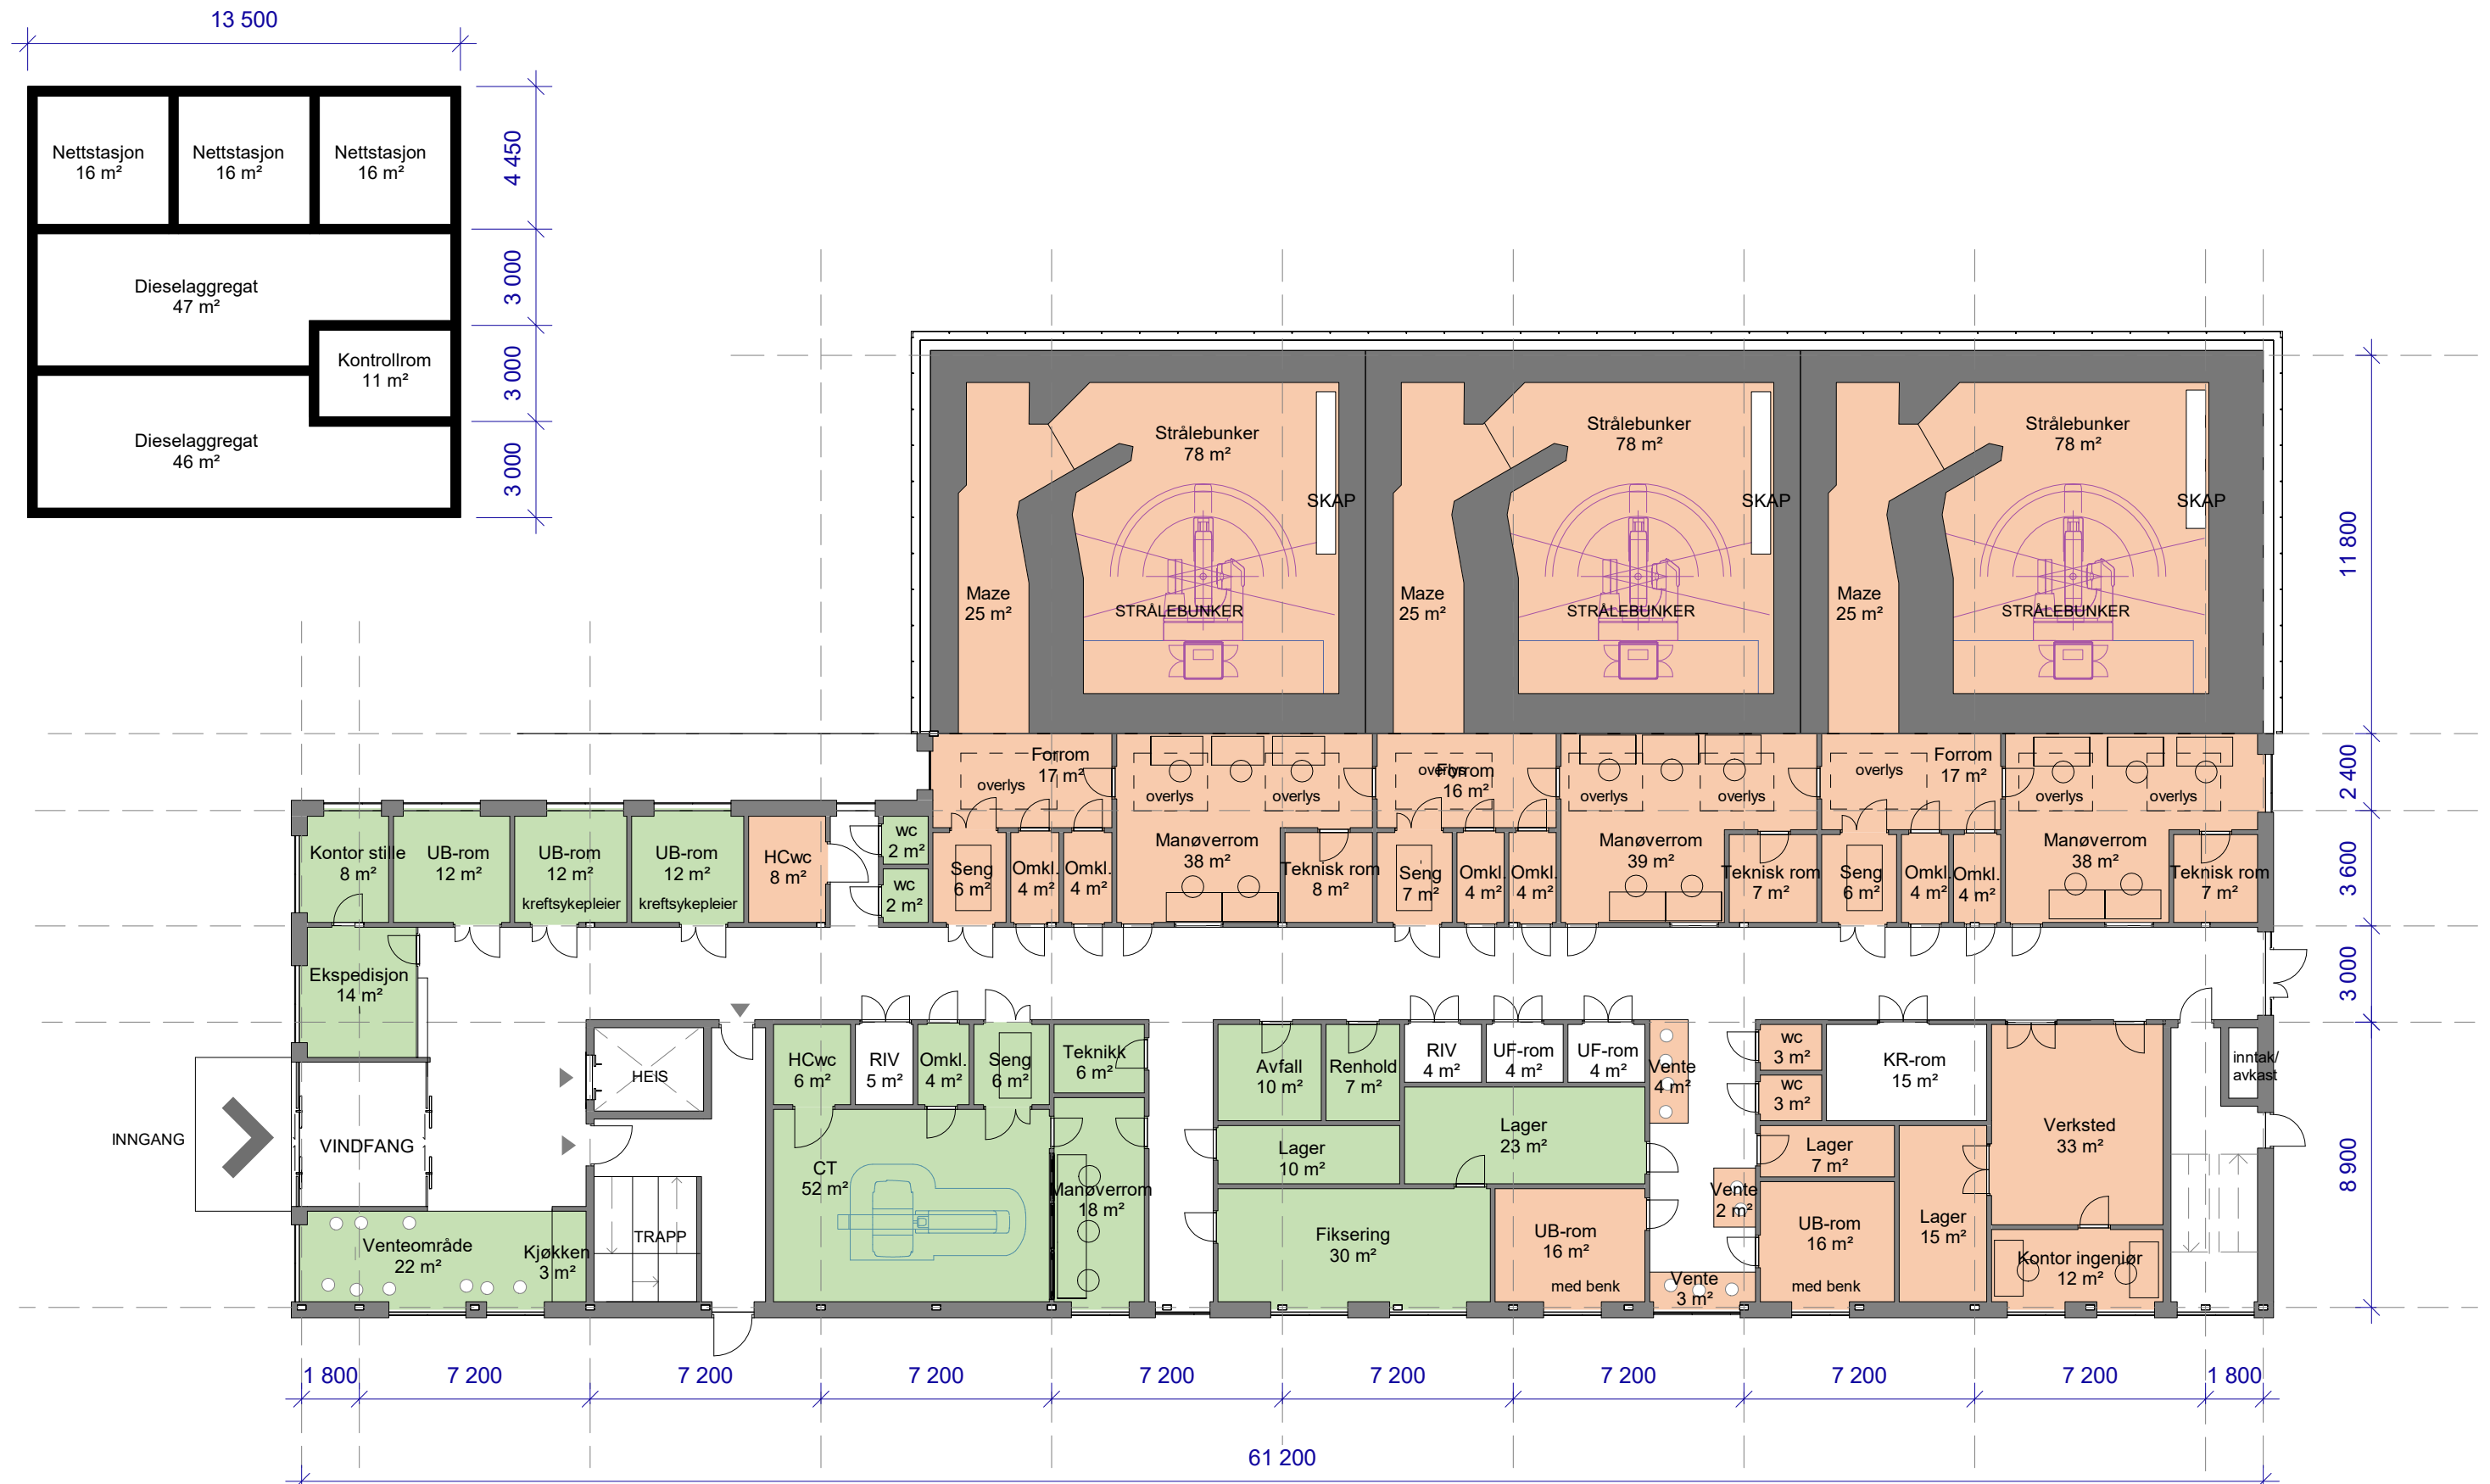 13 500
Nettstasjon
16 m²
Nettstasjon
16 m²
Nettstasjon
16 m²
4 450
Dieselaggregat
47 m²
3 000
Kontrollrom
11 m²
3 000
Dieselaggregat
46 m²
3 000
Strålebunker
78 m²
SKAP
Strålebunker
78 m²
SKAP
Strålebunker
78 m²
SKAP
11 800
Maze
25 m²
STRÅLEBUNKER
Maze
25 m²
STRÅLEBUNKER
Maze
25 m²
STRÅLEBUNKER
Forrom
17 m²
overlys
overlys
overlys
overlys
Forrom
16 m²
overlys
overlys
overlys
Forrom
17 m²
overlys
overlys
2 400
Kontor stille
8 m²
UB-rom
12 m²
UB-rom
12 m²
kreftsykepleier
UB-rom
12 m²
kreftsykepleier
HCwc
8 m²
wc
2 m²
wc
2 m²
Seng
6 m²
Omkl.
4 m²
Omkl.
4 m²
Manøverrom
38 m²
Teknisk rom
8 m²
Seng
7 m²
Omkl.
4 m²
Omkl.
4 m²
Manøverrom
39 m²
Teknisk rom
7 m²
Seng
6 m²
Omkl.
4 m²
Omkl.
4 m²
Manøverrom
38 m²
Teknisk rom
7 m²
3 600
Ekspedisjon
14 m²
3 000
INNGANG
VINDFANG
HEIS
TRAPP
Venteområde
22 m²
Kjøkken
3 m²
HCwc
6 m²
RIV
5 m²
Omkl.
4 m²
Seng
6 m²
Teknikk
6 m²
CT
52 m²
Manøverrom
18 m²
Avfall
10 m²
Renhold
7 m²
RIV
4 m²
UF-rom
4 m²
UF-rom
4 m²
Vente
4 m²
Lager
10 m²
Lager
23 m²
Fiksering
30 m²
UB-rom
16 m²
med benk
Vente
2 m²
Vente
3 m²
wc
3 m²
wc
3 m²
KR-rom
15 m²
Lager
7 m²
UB-rom
16 m²
med benk
Lager
15 m²
Verksted
33 m²
Kontor ingeniør
12 m²
inntak/
avkast
8 900
1 800
7 200
7 200
7 200
7 200
7 200
7 200
7 200
7 200
1 800
61 200